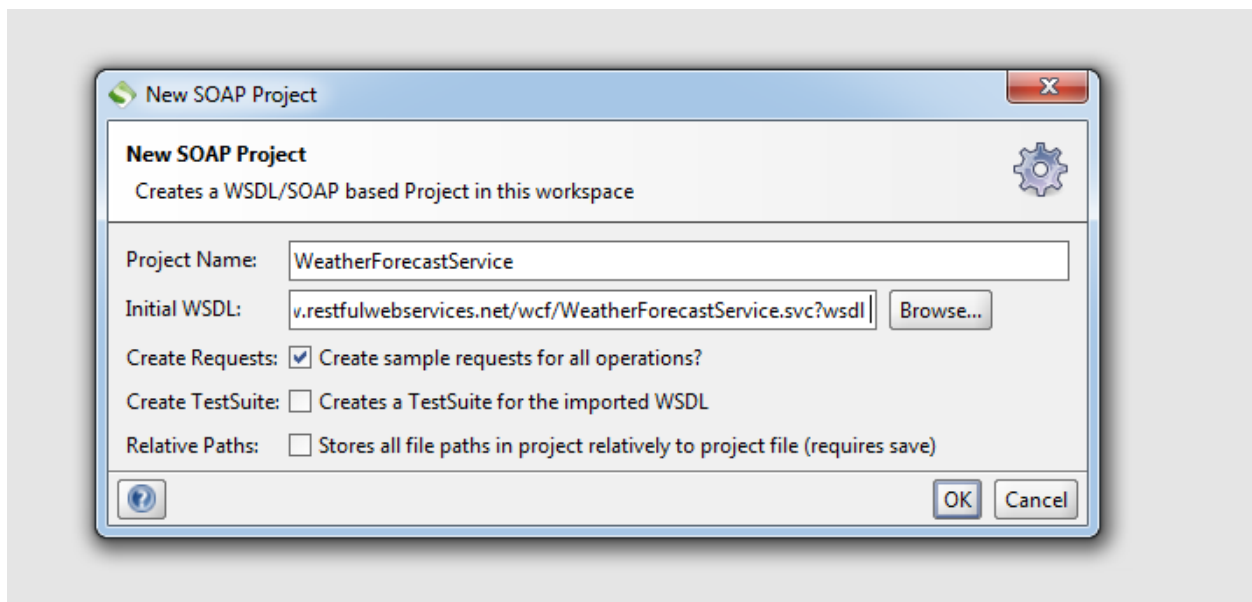 New SOAP Project
New SOAP Project
Creates a WSDL/SOAP based Project in this workspace
Project Name: WeatherForecastService
Initial WSDL: v.restfulwebservices.net/wcf/WeatherForecastService.svc?wsdl Browse...
Create Requests: Create sample requests for all operations?
Create TestSuite: Creates a TestSuite for the imported WSDL
Relative Paths: Stores all file paths in project relatively to project file (requires save)
OK Cancel